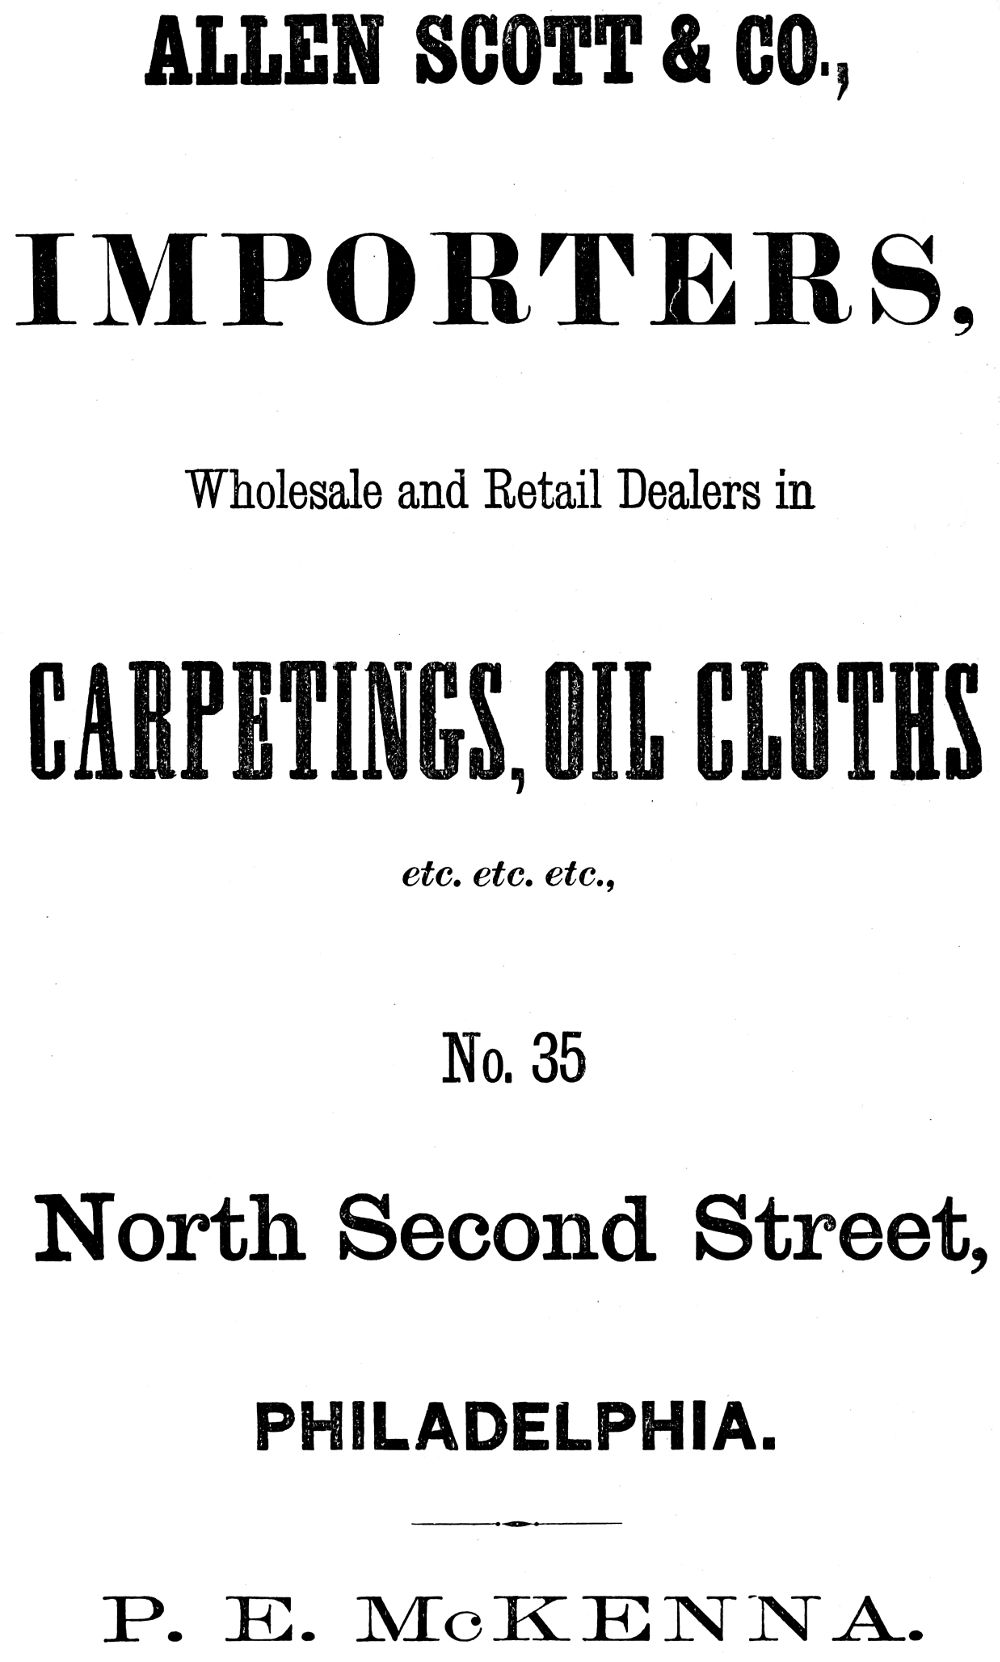 ALLEN SCOTT & CO.,
IMPORTERS,
Wholesale and Retail Dealers in
CARPETINGS, OIL CLOTHS
etc. etc. etc.,
No. 35
North Second Street,
PHILADELPHIA.
P. E. McKENNA.